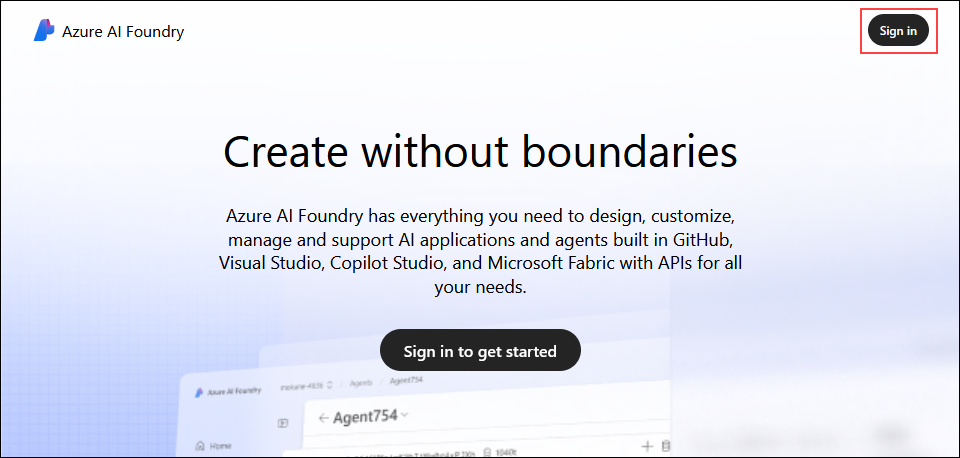 Azure AI Foundry
Sign in
Create without boundaries
Azure AI Foundry has everything you need to design, customize,
manage and support AI applications and agents built in GitHub,
Visual Studio, Copilot Studio, and Microsoft Fabric with APIs for all
your needs.
Sign in to get started
Azure AI Foundry
/ Agents / Agent754
Agent754
Home